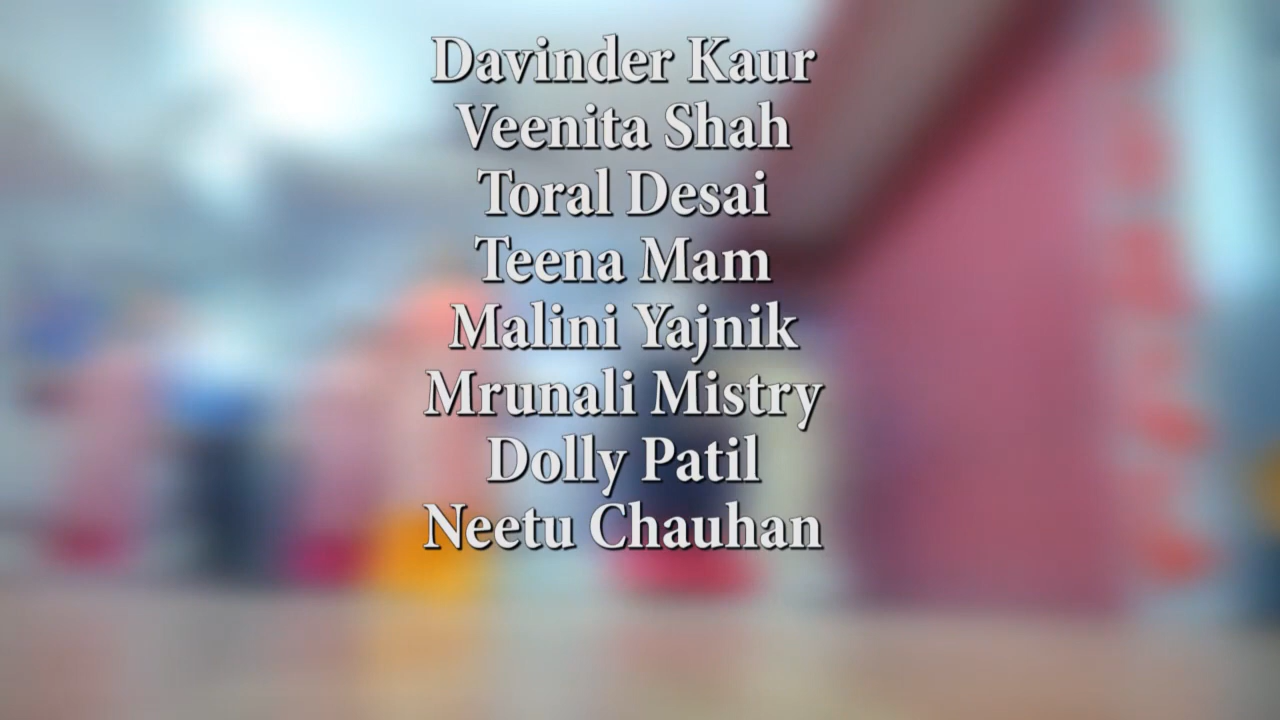 Davinder Kaur
Veenita Shah
Toral Desai
Teena Mam
Malini Yajnik
Mrunali Mistry
Dolly Patil
Neetu Chauhan